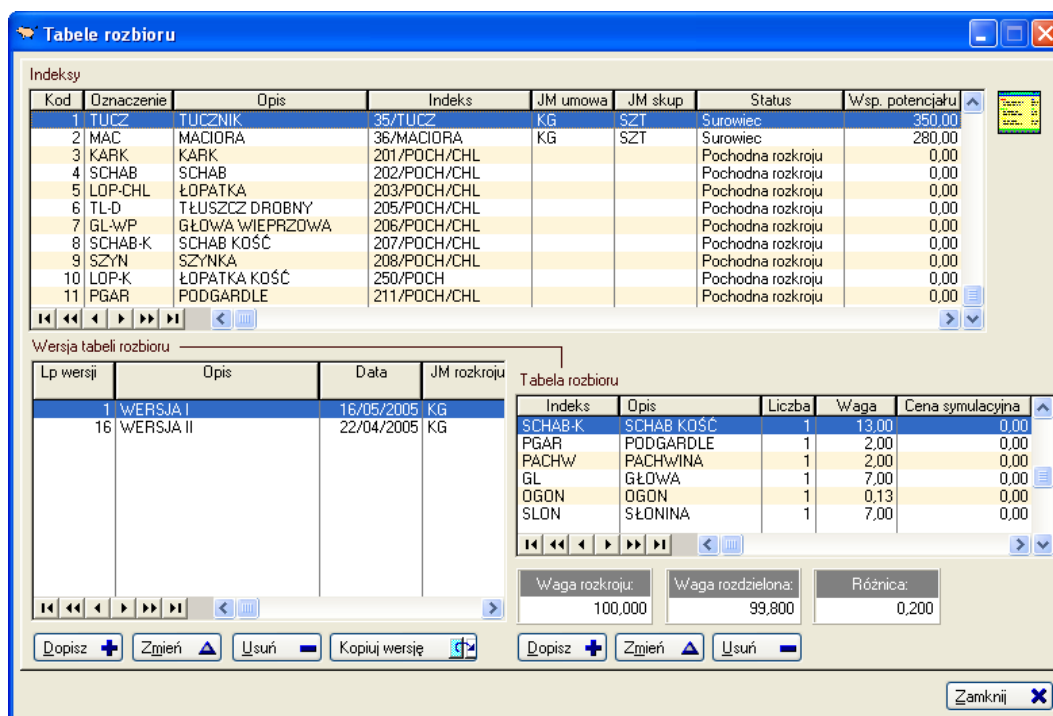 Tabele rozbioru
Indeksy
Kod Oznaczenie Opis Indeks JM umowa JM skup Status Wsp. potencjału
1 TUCZ TUCZNIK 35/TUCZ KG SZT Surowiec 350,00
2 MAC MACIORA 36/MACIORA KG SZT Surowiec 280,00
3 KARK KARK 201/POCH/CHL Pochodna rozkroju 0,00
4 SCHAB SCHAB 202/POCH/CHL Pochodna rozkroju 0,00
5 LOP-CHL ŁOPATKA 203/POCH/CHL Pochodna rozkroju 0,00
6 TL-D TŁUSZCZ DROBNY 205/POCH/CHL Pochodna rozkroju 0,00
7 GL-WP GŁOWA WIEPRZOWA 206/POCH/CHL Pochodna rozkroju 0,00
8 SCHAB-K SCHAB KOŚĆ 207/POCH/CHL Pochodna rozkroju 0,00
9 SZYN SZYNKA 208/POCH/CHL Pochodna rozkroju 0,00
10 LOP-K ŁOPATKA KOŚĆ 250/POCH Pochodna rozkroju 0,00
11 PGAR PODGARDLE 211/POCH/CHL Pochodna rozkroju 0,00
Wersja tabeli rozbioru
Lp wersji Opis Data JM rozkroju
1 WERSJA I 16/05/2005 KG
16 WERSJA II 22/04/2005 KG
Tabela rozbioru
Indeks Opis Liczba Waga Cena symulacyjna
SCHAB-K SCHAB KOŚĆ 1 13,00 0,00
PGAR PODGARDLE 1 2,00 0,00
PACHW PACHWINA 1 2,00 0,00
GL GŁOWA 1 7,00 0,00
OGON OGON 1 0,13 0,00
SLON SŁONINA 1 7,00 0,00
Waga rozkroju: Waga rozdzielona: Różnica:
100,000 99,800 0,200
Dopisz Zmień Usuń Kopiuj wersję Dopisz Zmień Usuń
Zamknij